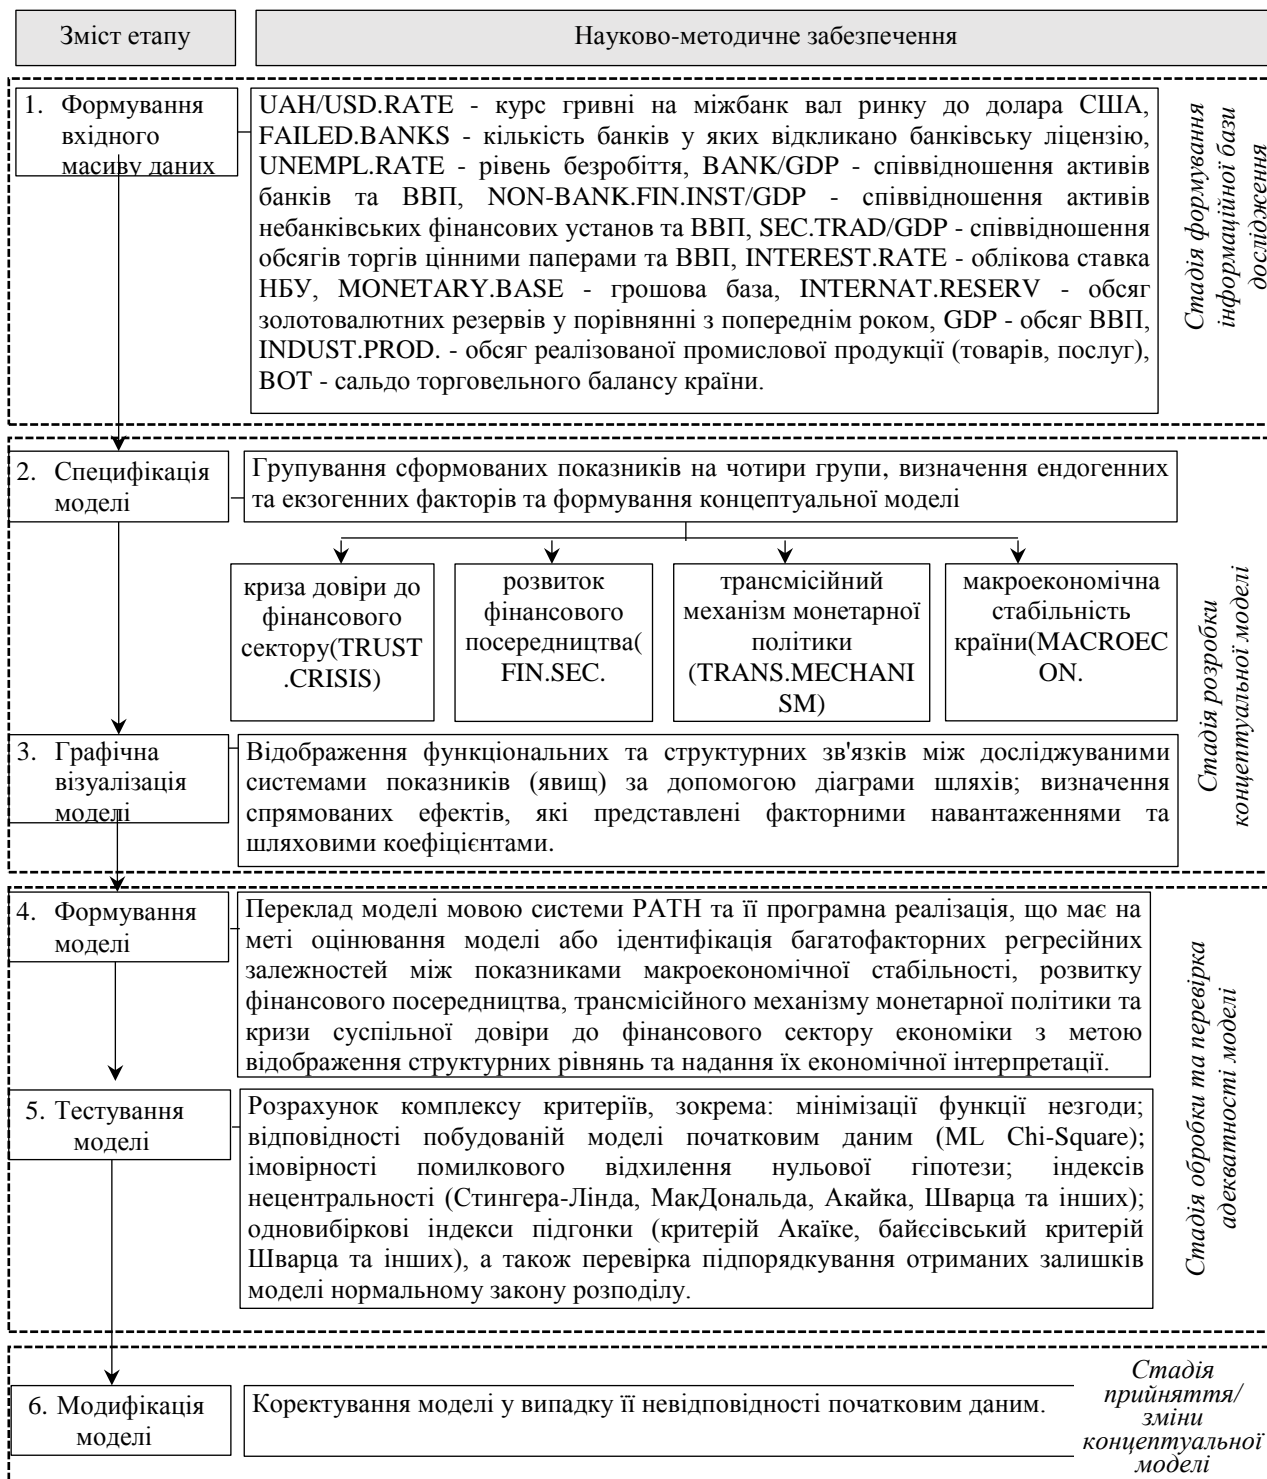 Зміст етапу
Науково-методичне забезпечення
1. Формування
вхідного
масиву даних
UAH/USD.RATE - курс гривні на міжбанк вал ринку до долара США,
FAILED.BANKS - кількість банків у яких відкликано банківську ліцензію,
UNEMPL.RATE - рівень безробіття, BANK/GDP - співвідношення активів
банків та ВВП, NON-BANK.FIN.INST/GDP - співвідношення активів
небанківських фінансових установ та ВВП, SEC.TRAD/GDP - співвідношення
обсягів торгів цінними паперами та ВВП, INTEREST.RATE - облікова ставка
НБУ, MONETARY.BASE - грошова база, INTERNAT.RESERV - обсяг
золотовалютних резервів у порівнянні з попереднім роком, GDP - обсяг ВВП,
INDUST.PROD. - обсяг реалізованої промислової продукції (товарів, послуг),
BOT - сальдо торговельного балансу країни.
Стадія формування
інформаційної бази
дослідження
2. Специфікація
моделі
Групування сформованих показників на чотири групи, визначення ендогенних
та екзогенних факторів та формування концептуальної моделі
криза довіри до
фінансового
сектору(TRUST
.CRISIS)
розвиток
фінансового
посередництва(
FIN.SEC.
трансмісійний
механізм монетарної
політики
(TRANS.MECHANI
SM)
макроекономічна
стабільність
країни(MACROEC
ON.
3. Графічна
візуалізація
моделі
Відображення функціональних та структурних зв'язків між досліджуваними
системами показників (явищ) за допомогою діаграми шляхів; визначення
спрямованих ефектів, які представлені факторними навантаженнями та
шляховими коефіцієнтами.
Стадія розробки
концептуальної моделі
4. Формування
моделі
Переклад моделі мовою системи PATH та її програмна реалізація, що має на
меті оцінювання моделі або ідентифікація багатофакторних регресійних
залежностей між показниками макроекономічної стабільності, розвитку
фінансового посередництва, трансмісійного механізму монетарної політики та
кризи суспільної довіри до фінансового сектору економіки з метою
відображення структурних рівнянь та надання їх економічної інтерпретації.
5. Тестування
моделі
Розрахунок комплексу критеріїв, зокрема: мінімізації функції незгоди;
відповідності побудованій моделі початковим даним (ML Chi-Square);
імовірності помилкового відхилення нульової гіпотези; індексів
нецентральності (Стингера-Лінда, МакДональда, Акайка, Шварца та інших);
одновибіркові індекси підгонки (критерій Акаїке, байєсівський критерій
Шварца та інших), а також перевірка підпорядкування отриманих залишків
моделі нормальному закону розподілу.
Стадія обробки та перевірка
адекватності моделі
6. Модифікація
моделі
Коректування моделі у випадку її невідповідності початковим даним.
Стадія
прийняття/
зміни
концептуальної
моделі